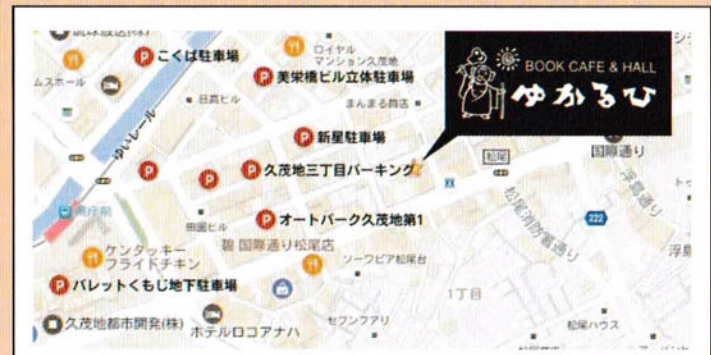 こくば駐車場
ロイヤル
マンション久茂地
美栄橋ビル立体駐車場
BOOK CAFE & HALL
ゆかるひ
ムスホール
日高ビル
まんまる商店
ゆいレール
新星駐車場
松尾
国際通り
久茂地三丁目パーキング
県庁前
222
松尾消防署通り
浮島通り
オートパーク久茂地第1
田園ビル
碧 国際通り松尾店
ケンタッキー
フライドチキン
ソーワピア松尾台
パレットくもじ地下駐車場
1丁目
久茂地都市開発(株)
ホテルロコアナハ
セブンフアリ
松尾ハウス